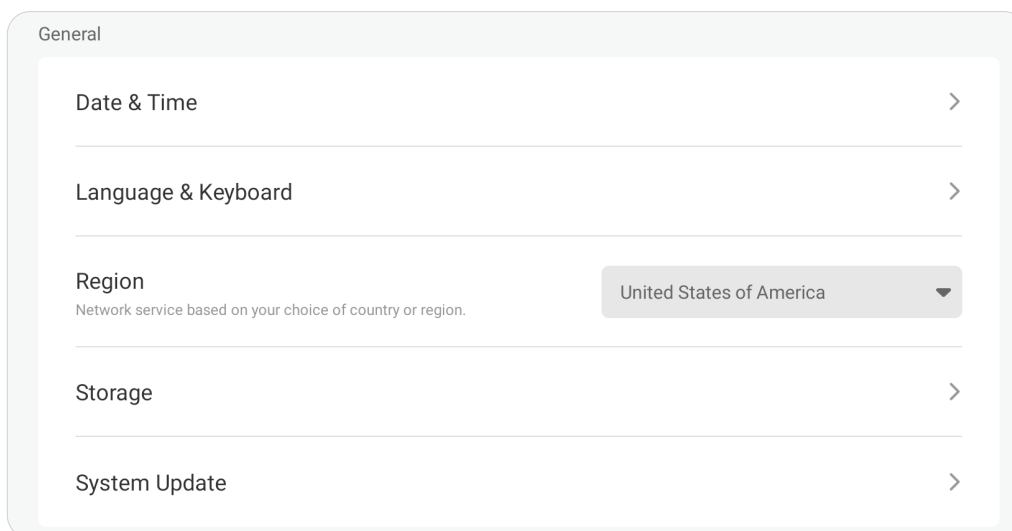 General
Date & Time
Language & Keyboard
Region
Network service based on your choice of country or region.
United States of America
Storage
System Update